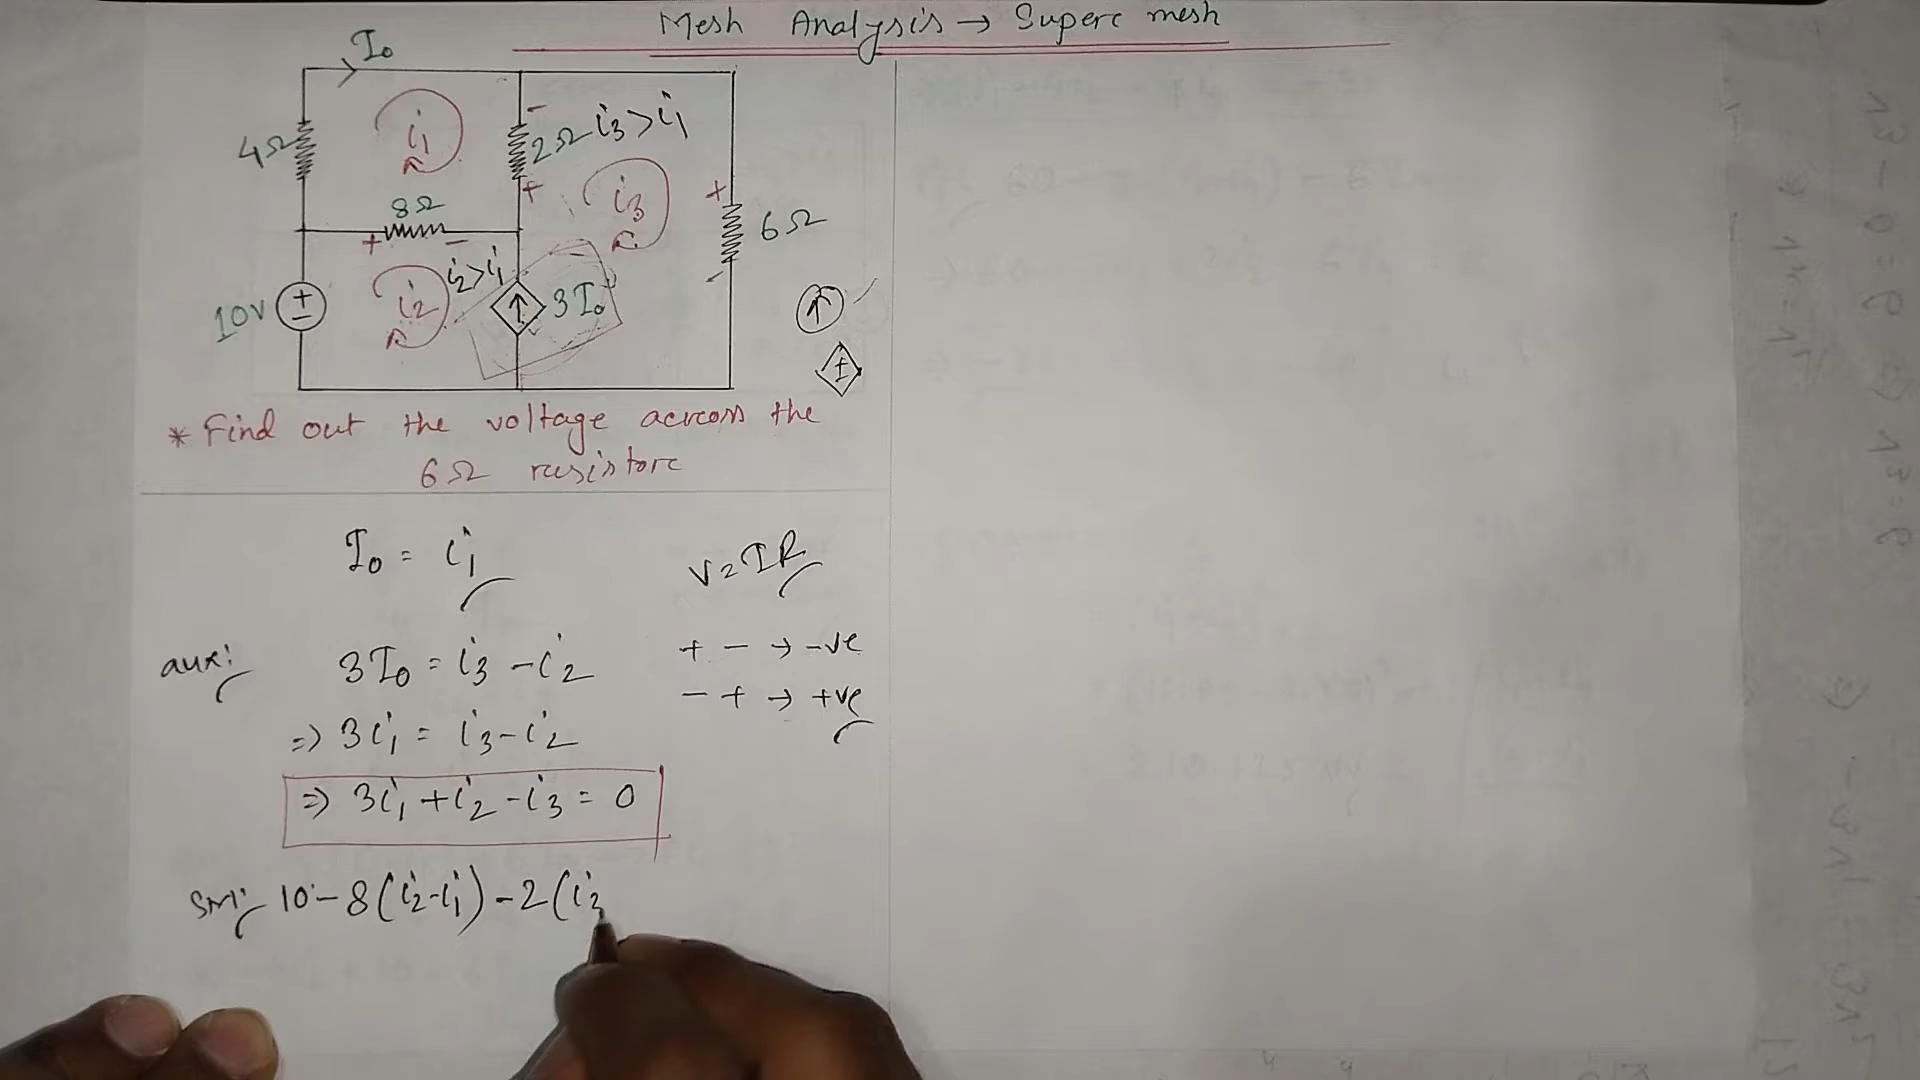 Mesh Analysis → Superc mesh
I₀
4Ω
i₁
2Ω
i₃>i₁
8Ω
i₃
6Ω
+ -
i₂
i₂>i₁
10V
3I₀
* Find out the voltage across the
6Ω resistorc
I₀ = i₁
V=IR
aux:
3I₀ = i₃ - i₂
+ - → -ve
- + → +ve
=> 3i₁ = i₃ - i₂
=> 3i₁ + i₂ - i₃ = 0
SM: 10 - 8(i₂-i₁) - 2(i₃